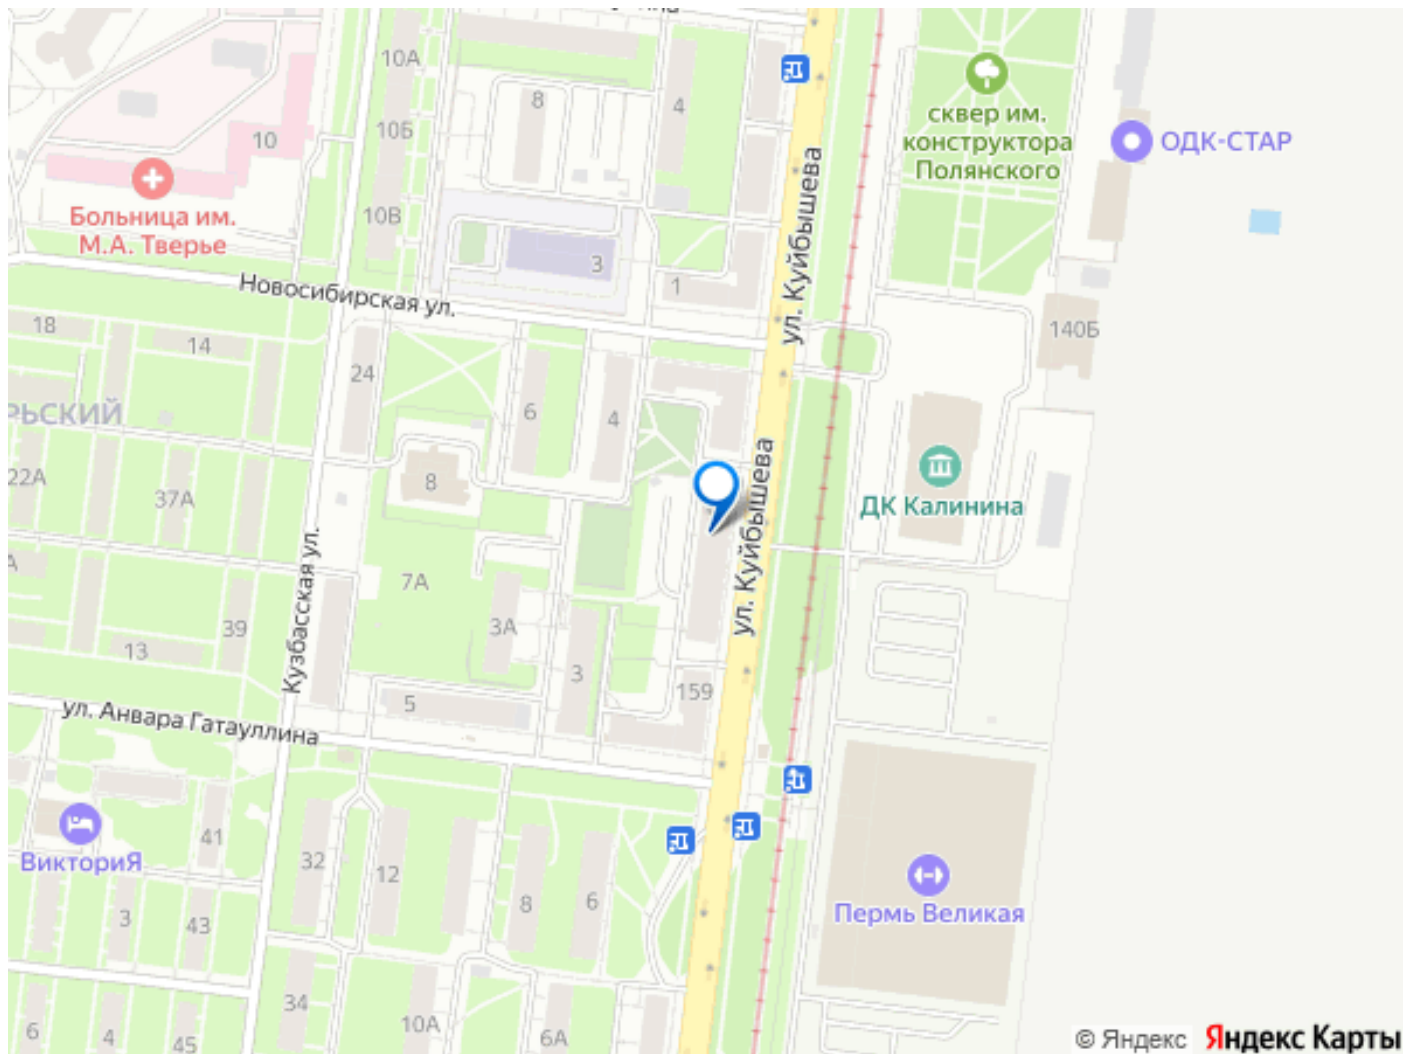 10А
8
4
10Б
10
10В
Больница им.
М.А. Тверье
сквер им.
конструктора
Полянского
ОДК-СТАР
ул. Куйбышева
3
1
Новосибирская ул.
18
14
24
140Б
6
4
РЬСКИЙ
22А
37А
8
ДК Калинина
ул. Куйбышева
Кузбасская ул.
А
7А
39
13
3А
3
159
5
ул. Анвара Гатауллина
41
ВикториЯ
32
12
8
6
3
43
Пермь Великая
34
10А
6А
6
4
45
© Яндекс Яндекс Карты